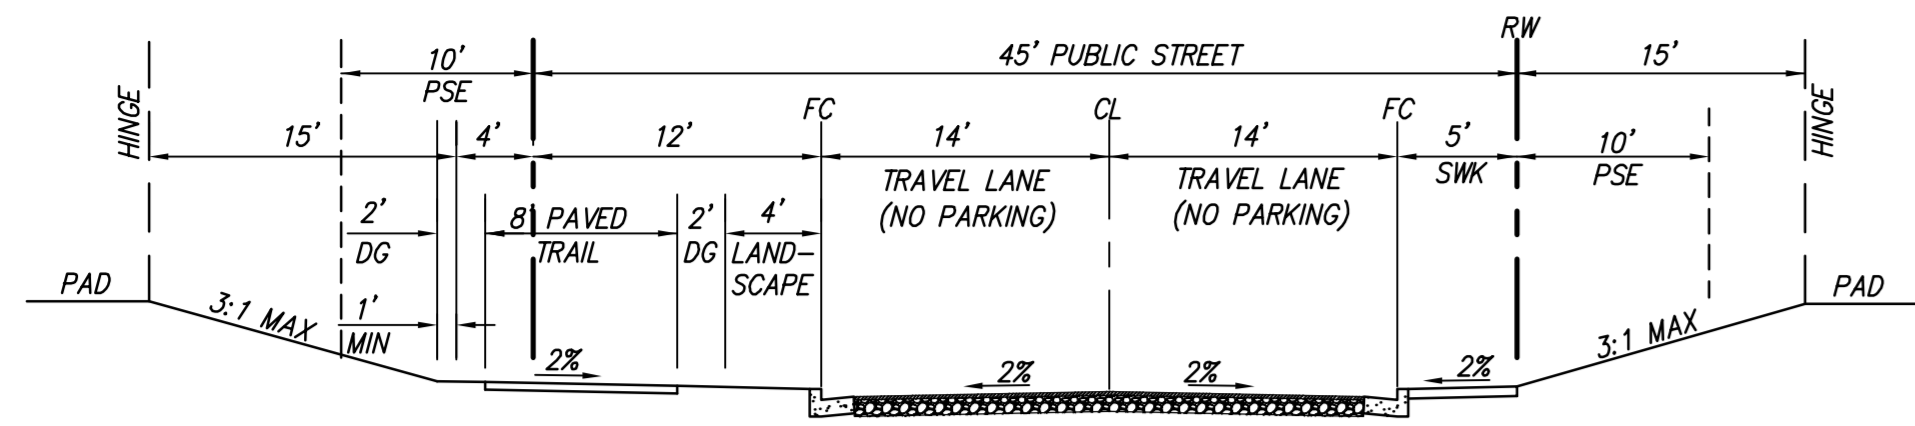 RW
10'
45' PUBLIC STREET
15'
PSE
HINGE
FC
CL
FC
HINGE
15'
4'
12'
14'
14'
5'
10'
TRAVEL LANE
(NO PARKING)
TRAVEL LANE
(NO PARKING)
SWK
PSE
2'
DG
8' PAVED
TRAIL
2'
DG
4'
LAND-
SCAPE
PAD
3:1 MAX
1'
MIN
2%
2%
2%
2%
3:1 MAX
PAD